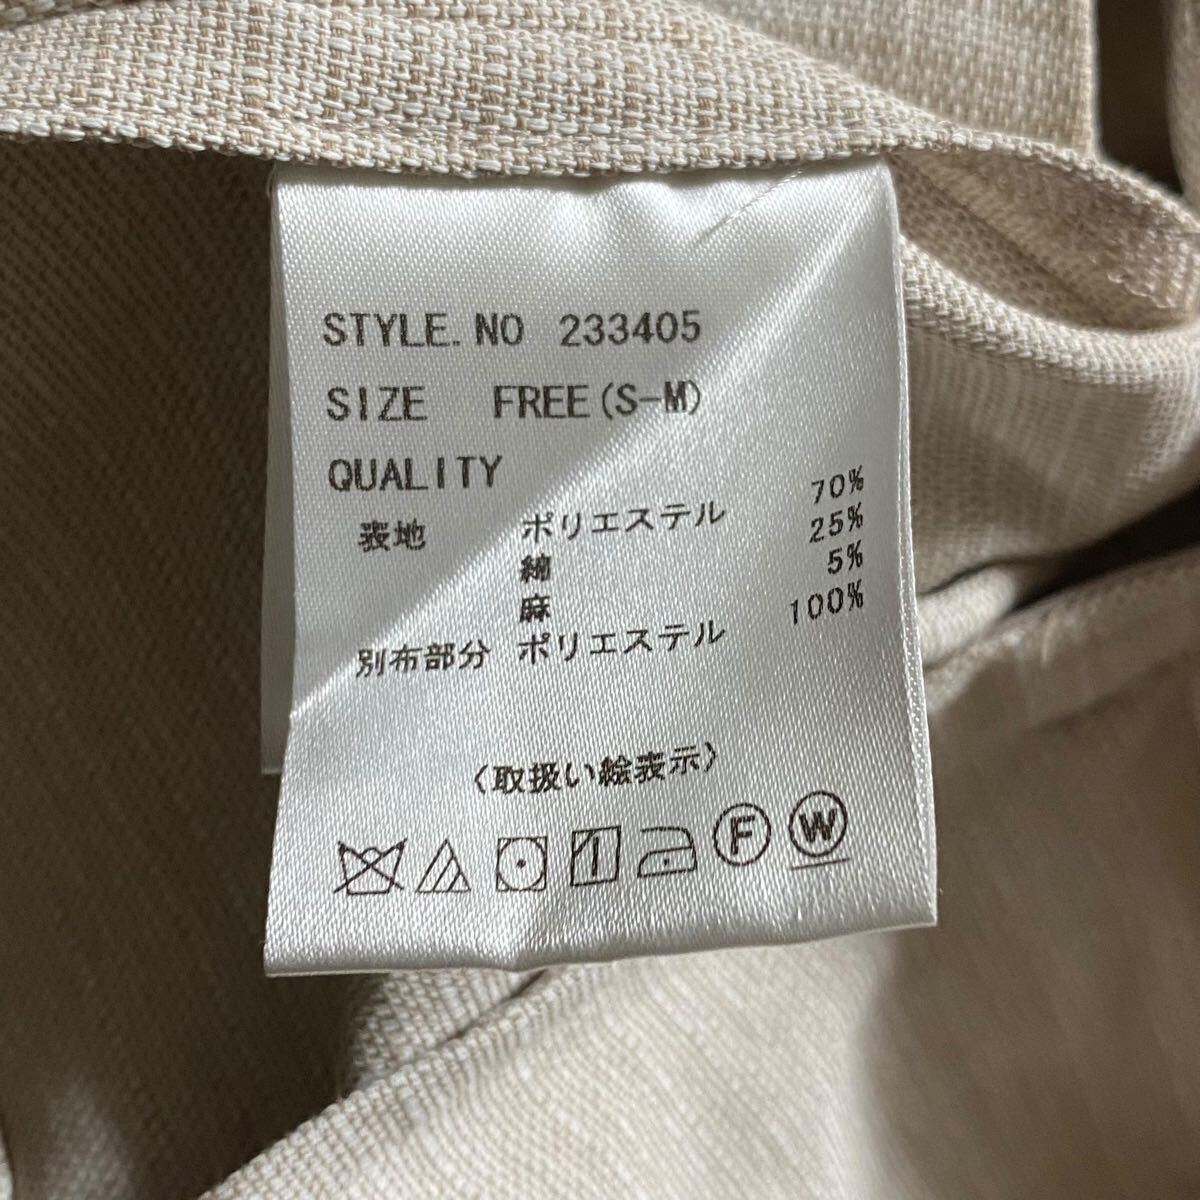 STYLE.NO 233405
SIZE FREE(S-M)
QUALITY
表地 ポリエステル 70%
綿 25%
麻 5%
別布部分 ポリエステル 100%
〈取扱い絵表示〉
F W